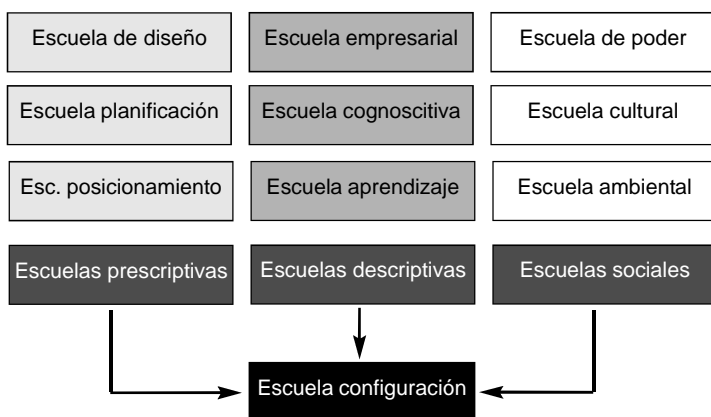 Escuela de diseño
Escuela empresarial
Escuela de poder
Escuela planificación
Escuela cognoscitiva
Escuela cultural
Esc. posicionamiento
Escuela aprendizaje
Escuela ambiental
Escuelas prescriptivas
Escuelas descriptivas
Escuelas sociales
Escuela configuración